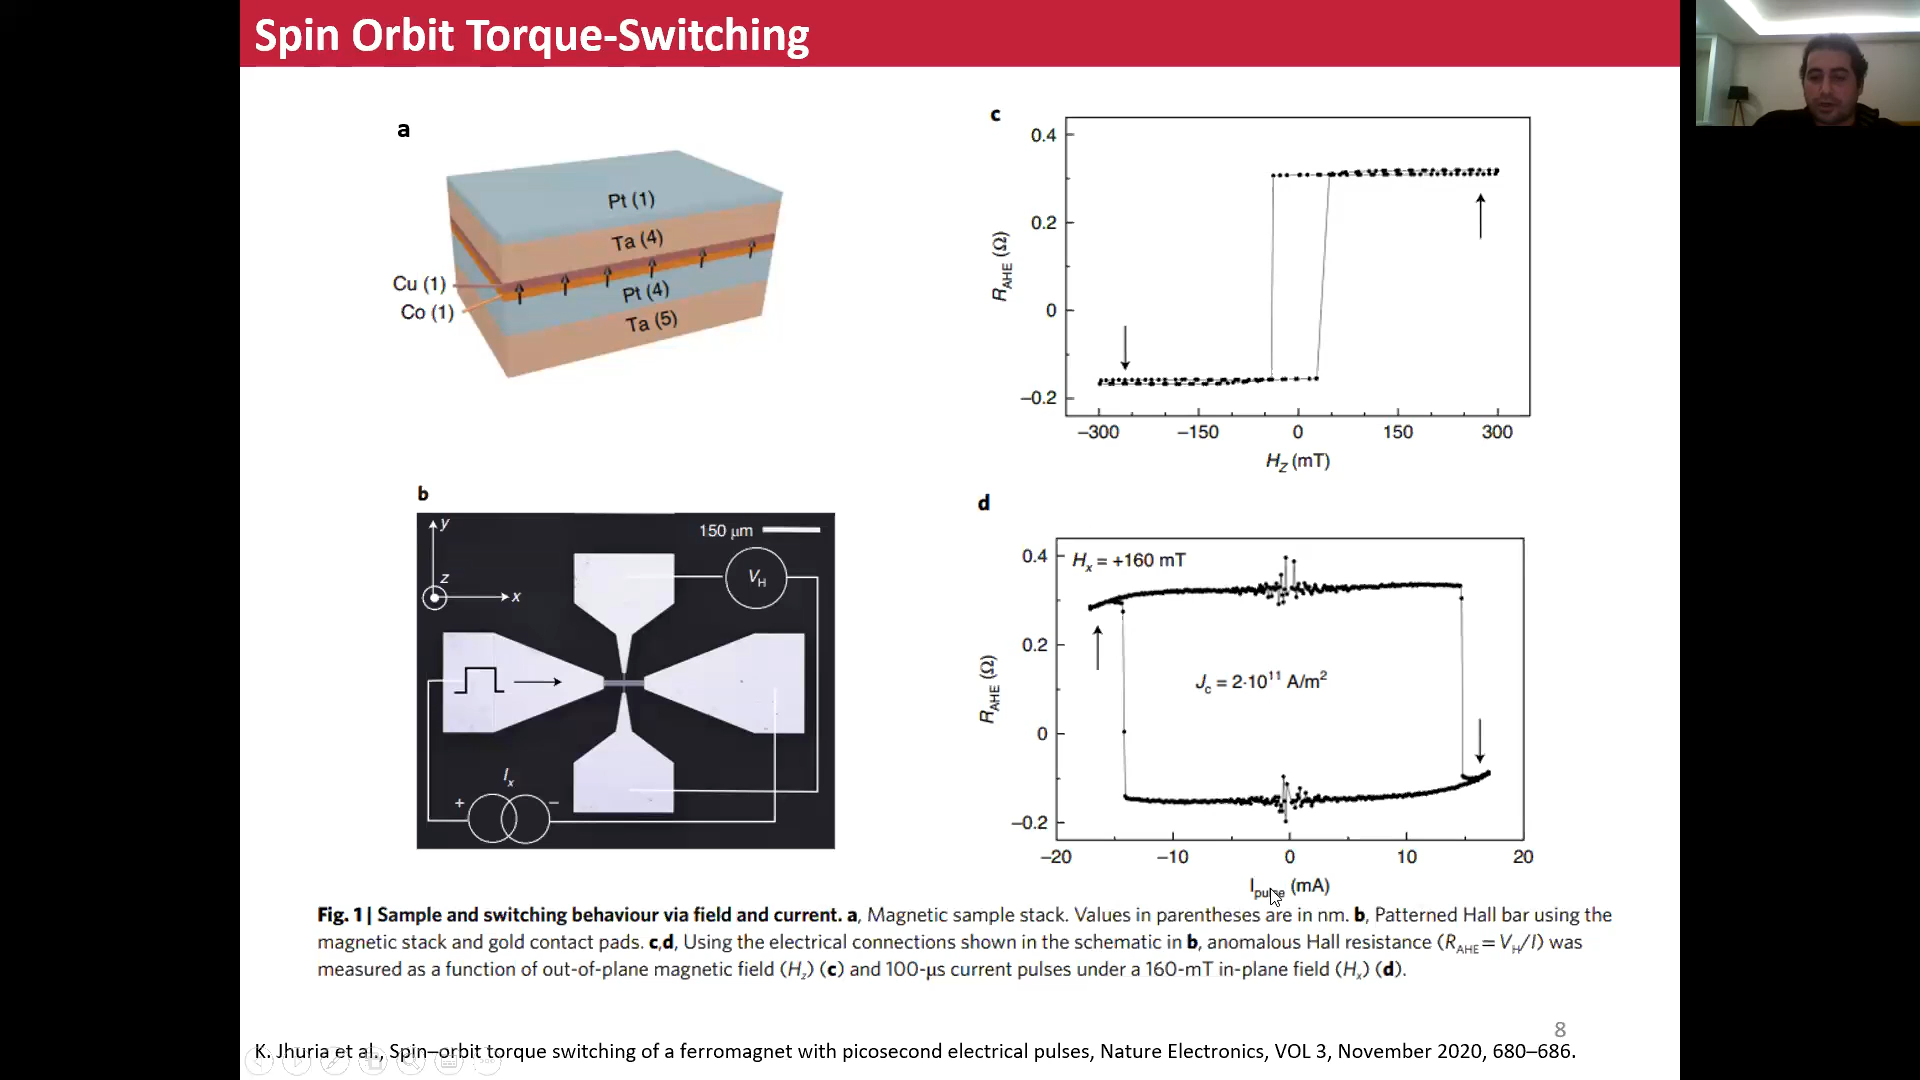 Spin Orbit Torque-Switching
a
Pt (1)
Ta (4)
Cu (1)
Pt (4)
Co (1)
Ta (5)
b
y
150 μm
z
V_H
x
I_x
+
−
c
0.4
0.2
0
−0.2
R_AHE (Ω)
−300 −150 0 150 300
H_Z (mT)
d
0.4
H_x = +160 mT
0.2
J_c = 2·10^11 A/m^2
0
−0.2
R_AHE (Ω)
−20 −10 0 10 20
I_pulse (mA)
Fig. 1 | Sample and switching behaviour via field and current. a, Magnetic sample stack. Values in parentheses are in nm. b, Patterned Hall bar using the
magnetic stack and gold contact pads. c,d, Using the electrical connections shown in the schematic in b, anomalous Hall resistance (R_AHE = V_H/I) was
measured as a function of out-of-plane magnetic field (H_z) (c) and 100-μs current pulses under a 160-mT in-plane field (H_x) (d).
8
K. Jhuria et al., Spin–orbit torque switching of a ferromagnet with picosecond electrical pulses, Nature Electronics, VOL 3, November 2020, 680–686.